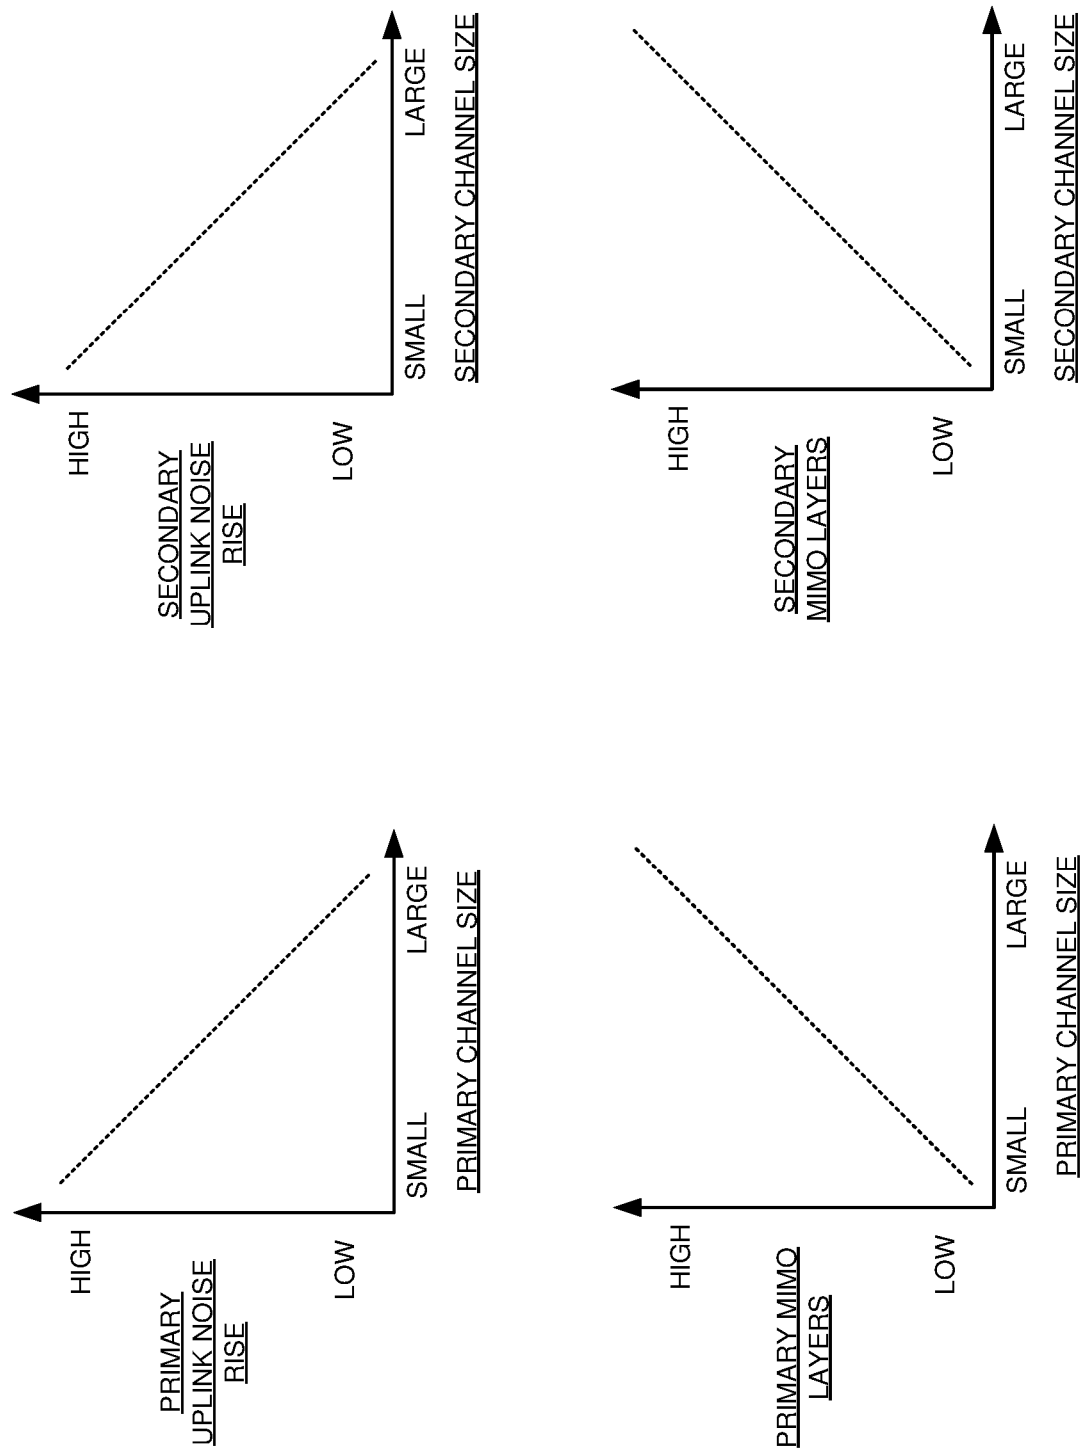 PRIMARY
UPLINK NOISE
RISE
HIGH
LOW
SMALL
LARGE
PRIMARY CHANNEL SIZE
SECONDARY
UPLINK NOISE
RISE
HIGH
LOW
SMALL
LARGE
SECONDARY CHANNEL SIZE
PRIMARY MIMO
LAYERS
HIGH
LOW
SMALL
LARGE
PRIMARY CHANNEL SIZE
SECONDARY
MIMO LAYERS
HIGH
LOW
SMALL
LARGE
SECONDARY CHANNEL SIZE